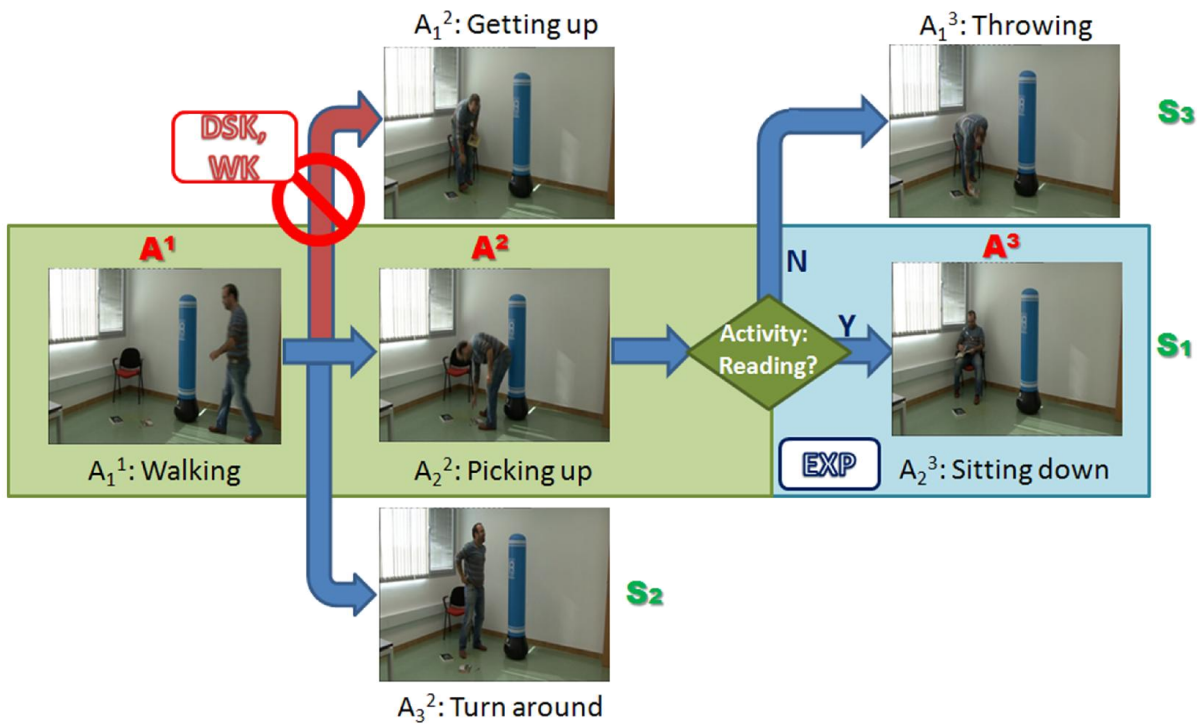 A₁²: Getting up
A₁³: Throwing
DSK,
WK
S₃
A¹
A²
N
A³
Activity:
Reading?
Y
S₁
A₁¹: Walking
A₂²: Picking up
EXP
A₂³: Sitting down
S₂
A₃²: Turn around